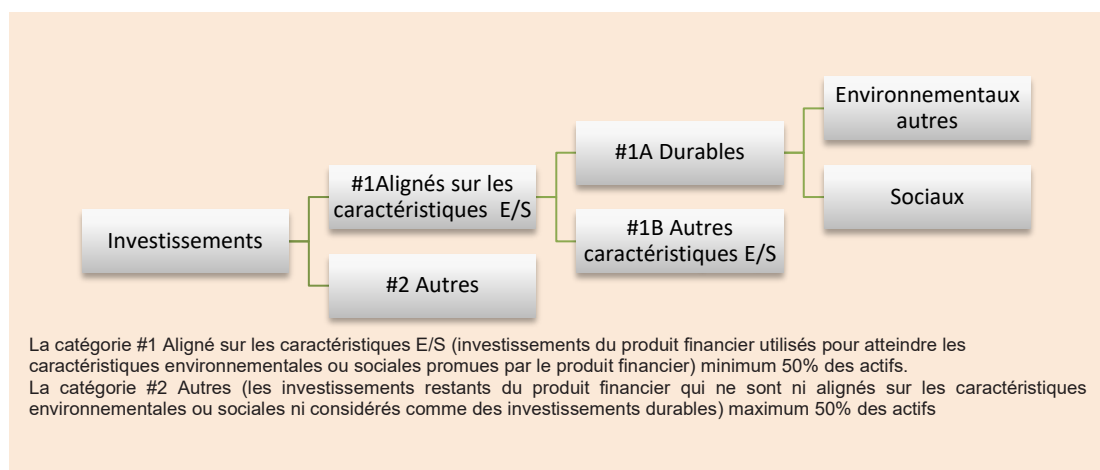 Environnementaux
autres
#1A Durables
#1Alignés sur les
caractéristiques E/S
Sociaux
#1B Autres
caractéristiques E/S
Investissements
#2 Autres
La catégorie #1 Aligné sur les caractéristiques E/S (investissements du produit financier utilisés pour atteindre les
caractéristiques environnementales ou sociales promues par le produit financier) minimum 50% des actifs.
La catégorie #2 Autres (les investissements restants du produit financier qui ne sont ni alignés sur les caractéristiques
environnementales ou sociales ni considérés comme des investissements durables) maximum 50% des actifs